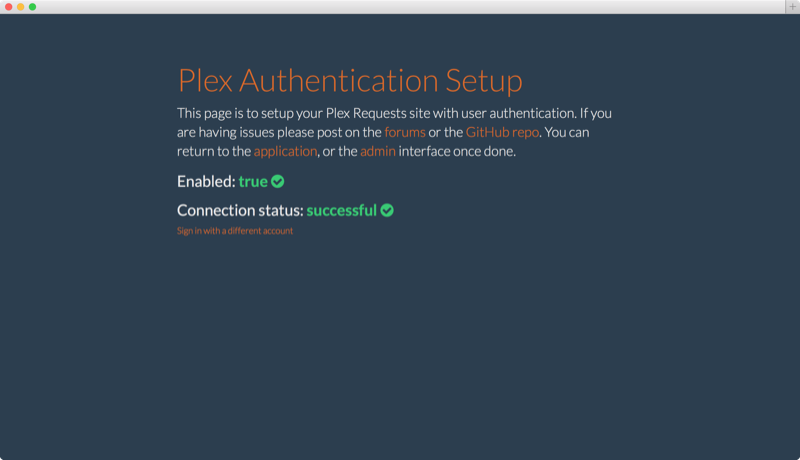 Plex Authentication Setup
This page is to setup your Plex Requests site with user authentication. If you
are having issues please post on the forums or the GitHub repo. You can
return to the application, or the admin interface once done.
Enabled: true
Connection status: successful
Sign in with a different account